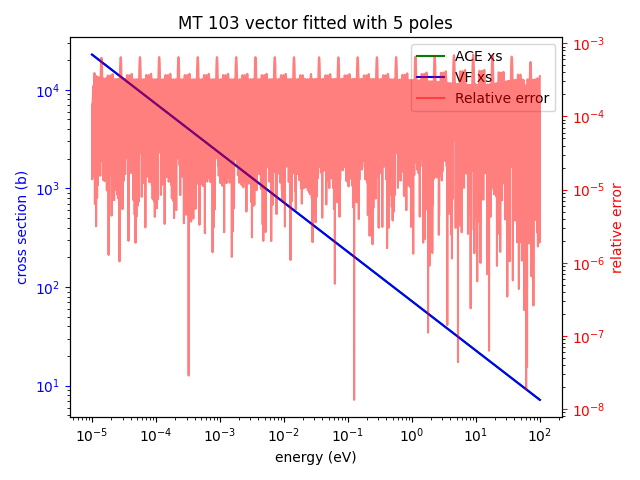 MT 103 vector fitted with 5 poles
ACE xs
VF xs
Relative error
cross section (b)
10^4
10^3
10^2
10^1
10^-3
10^-4
10^-5
10^-6
10^-7
10^-8
relative error
10^-5 10^-4 10^-3 10^-2 10^-1 10^0 10^1 10^2
energy (eV)